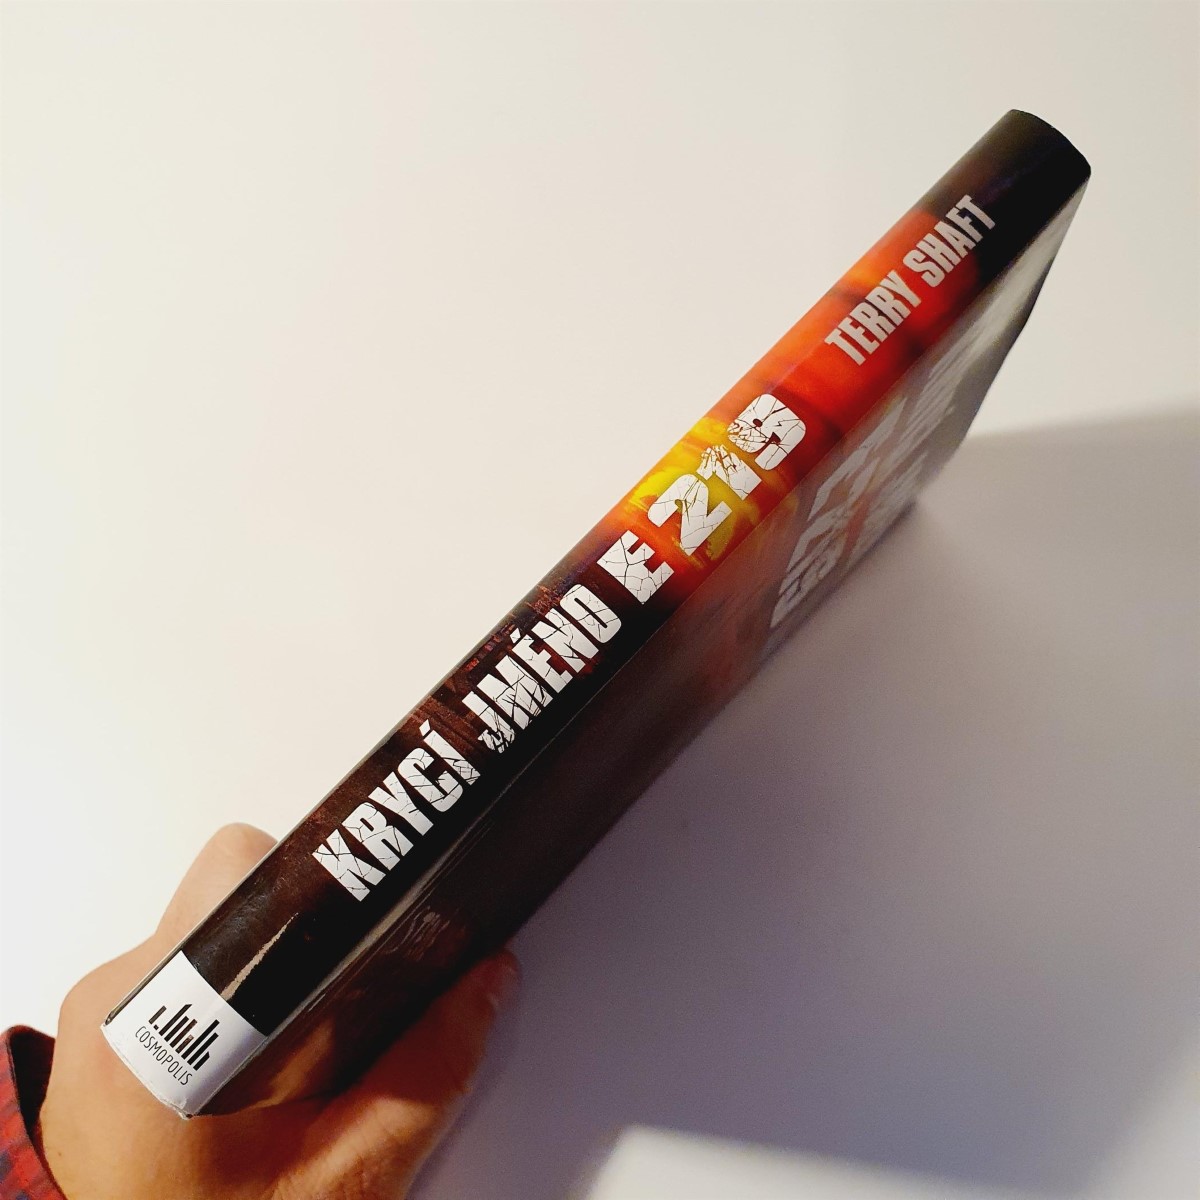 KRYCÍ JMÉNO E 219
TERRY SHAFT
COSMOPOLIS